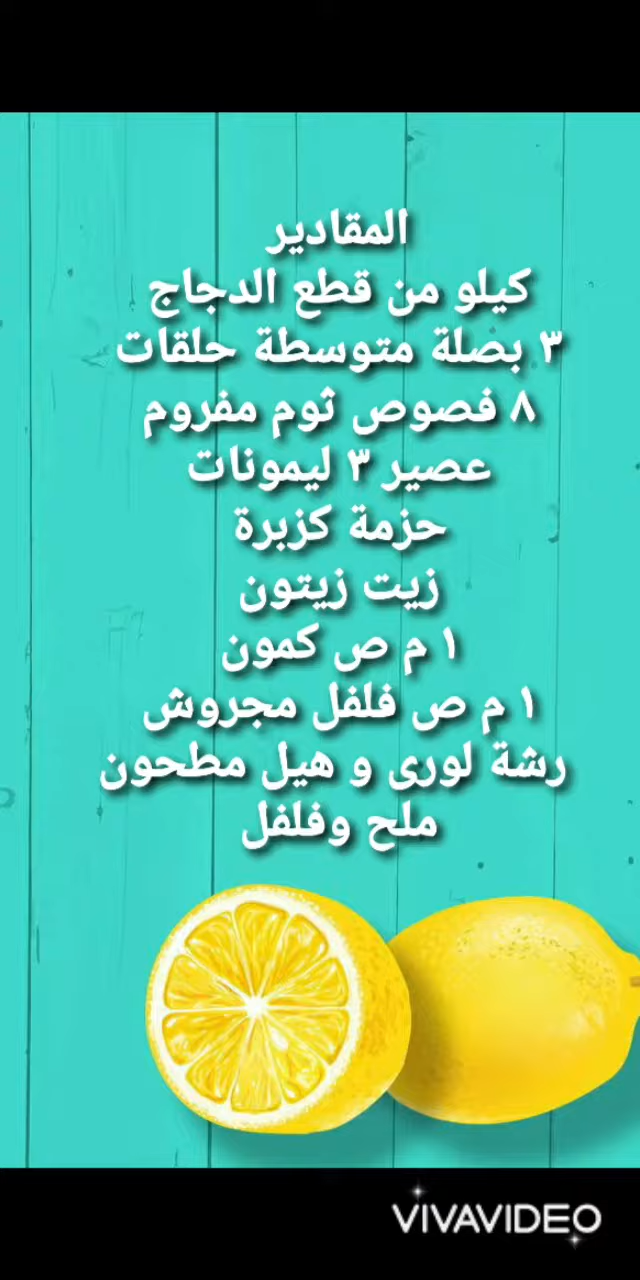 المقادير
كيلو من قطع الدجاج
٣ بصلة متوسطة حلقات
٨ فصوص ثوم مفروم
عصير ٣ ليمونات
حزمة كزبرة
زيت زيتون
١ م ص كمون
١ م ص فلفل مجروش
رشة لورى و هيل مطحون
ملح وفلفل
VIVAVIDEO